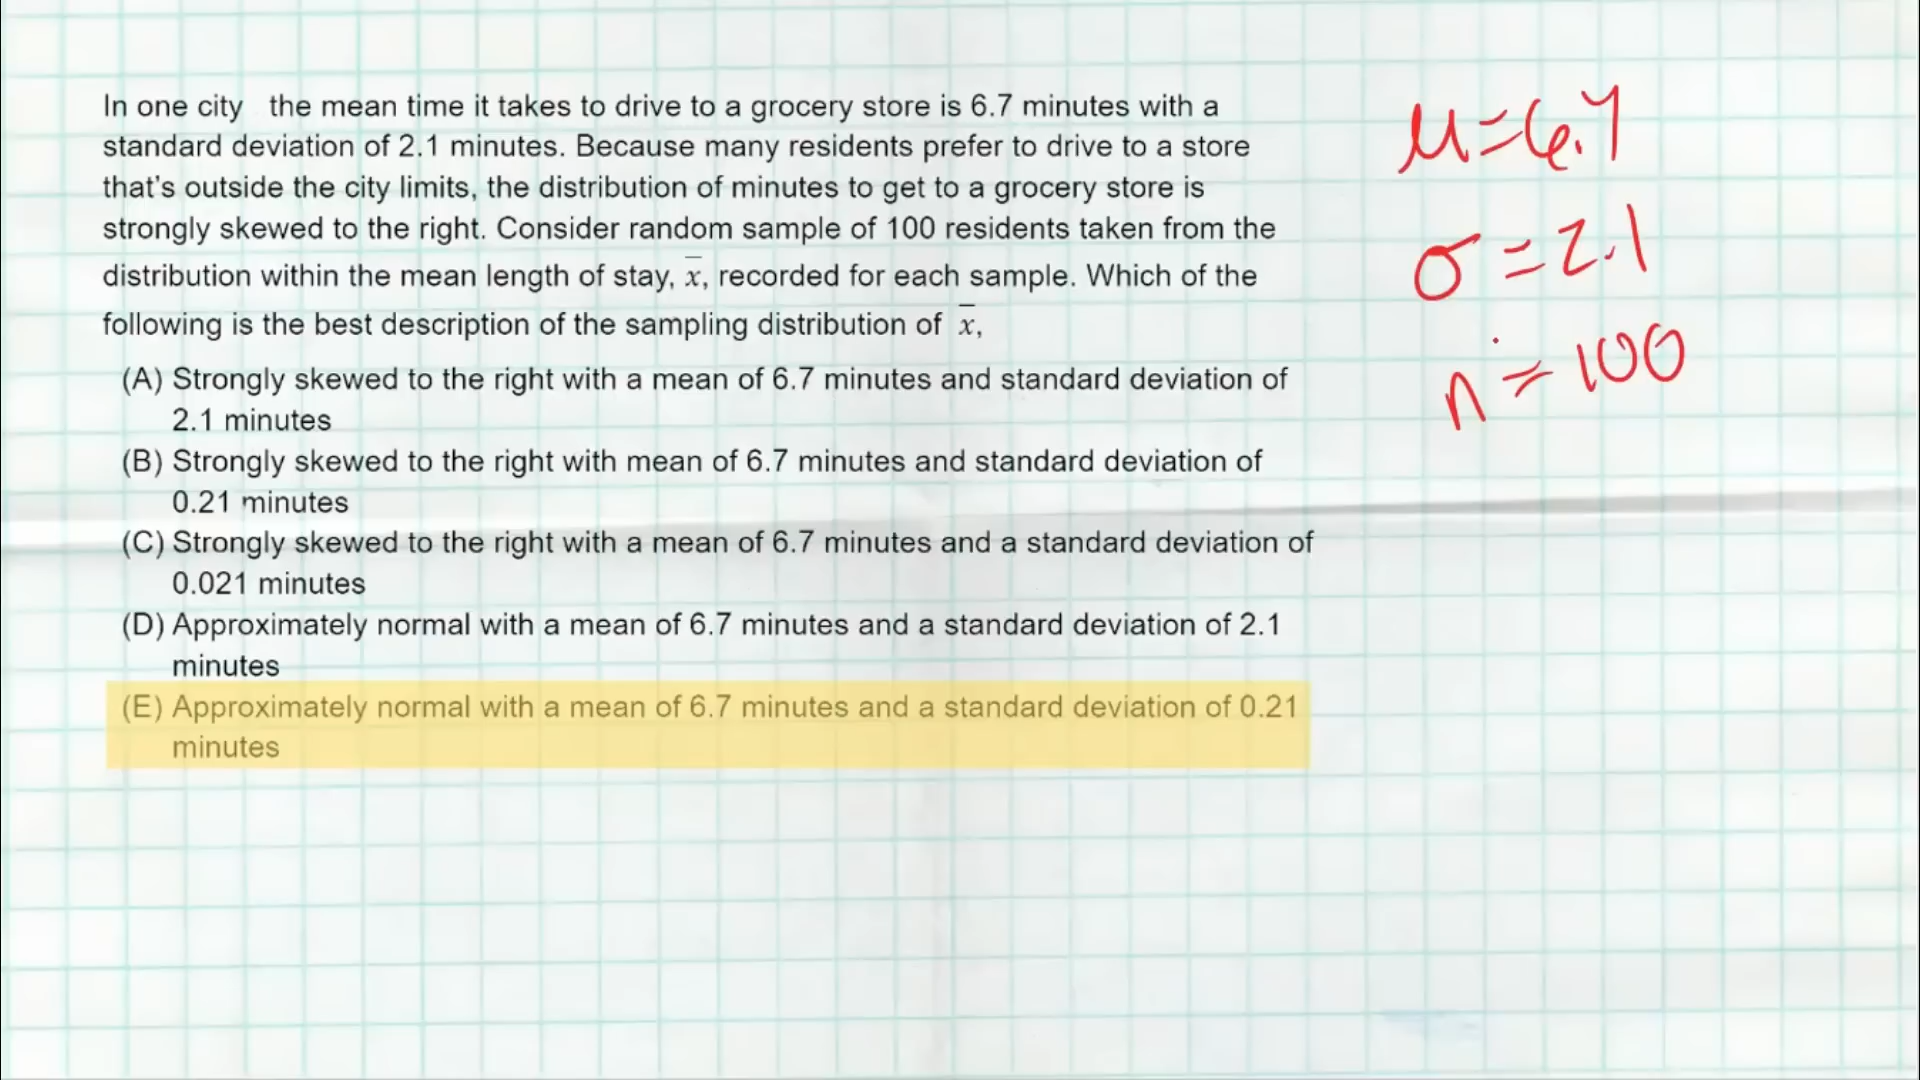 In one city the mean time it takes to drive to a grocery store is 6.7 minutes with a
standard deviation of 2.1 minutes. Because many residents prefer to drive to a store
that's outside the city limits, the distribution of minutes to get to a grocery store is
strongly skewed to the right. Consider random sample of 100 residents taken from the
distribution within the mean length of stay, x̅, recorded for each sample. Which of the
following is the best description of the sampling distribution of x̅,
(A) Strongly skewed to the right with a mean of 6.7 minutes and standard deviation of
2.1 minutes
(B) Strongly skewed to the right with mean of 6.7 minutes and standard deviation of
0.21 minutes
(C) Strongly skewed to the right with a mean of 6.7 minutes and a standard deviation of
0.021 minutes
(D) Approximately normal with a mean of 6.7 minutes and a standard deviation of 2.1
minutes
(E) Approximately normal with a mean of 6.7 minutes and a standard deviation of 0.21
minutes
μ=6.7
σ=2.1
n=100